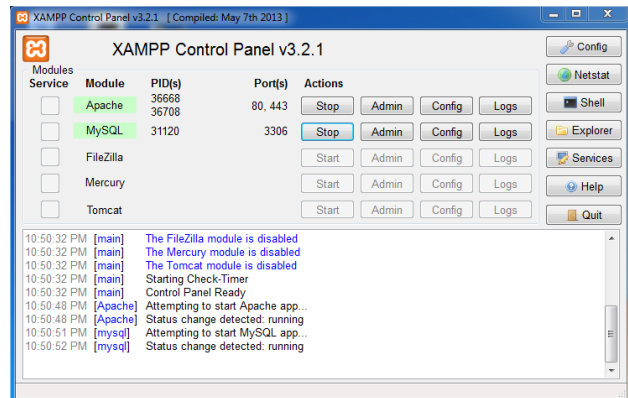 XAMPP Control Panel v3.2.1 [ Compiled: May 7th 2013 ]
XAMPP Control Panel v3.2.1
Config
Modules
Service Module PID(s) Port(s) Actions
Netstat
Apache 36668 36708 80, 443 Stop Admin Config Logs
Shell
MySQL 31120 3306 Stop Admin Config Logs
Explorer
FileZilla Start Admin Config Logs
Services
Mercury Start Admin Config Logs
Help
Tomcat Start Admin Config Logs
Quit
10:50:32 PM [main] The FileZilla module is disabled
10:50:32 PM [main] The Mercury module is disabled
10:50:32 PM [main] The Tomcat module is disabled
10:50:32 PM [main] Starting Check-Timer
10:50:32 PM [main] Control Panel Ready
10:50:48 PM [Apache] Attempting to start Apache app...
10:50:48 PM [Apache] Status change detected: running
10:50:51 PM [mysql] Attempting to start MySQL app...
10:50:52 PM [mysql] Status change detected: running